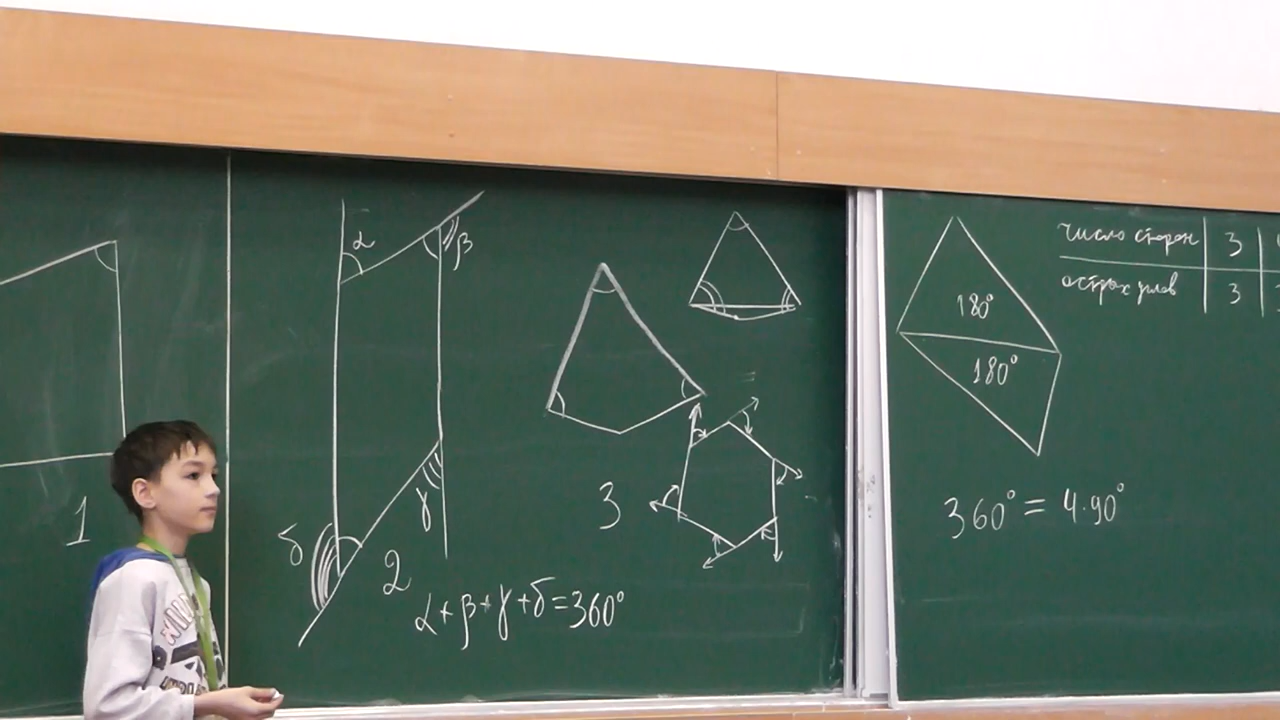 1
α
β
γ
δ
2
α+β+γ+δ=360°
3
180°
180°
число сторон 3
острых углов 3
360° = 4·90°